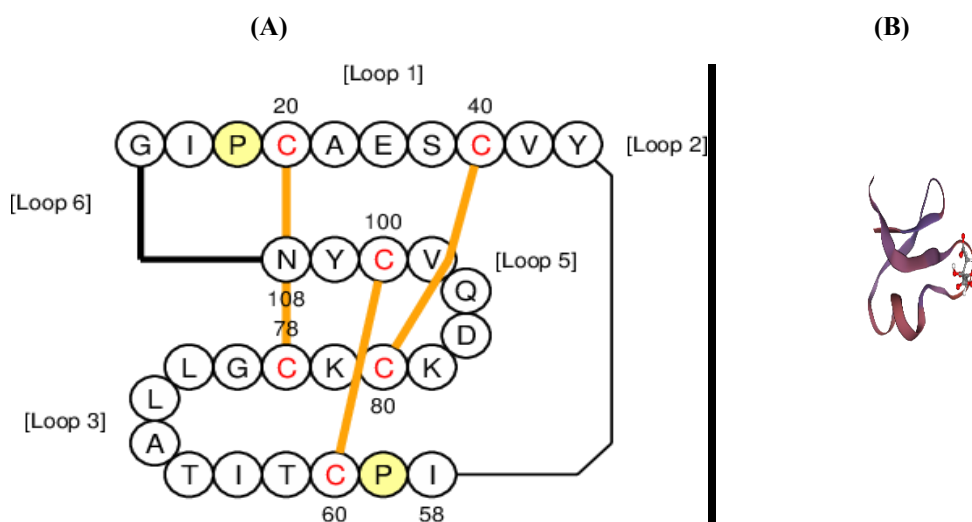 (A) (B)
[Loop 1]
20 40
G I P C A E S C V Y [Loop 2]
[Loop 6]
100
N Y C V [Loop 5]
Q
108
78
D
L G C K C K
L
80
[Loop 3]
A
T I T C P I
60 58